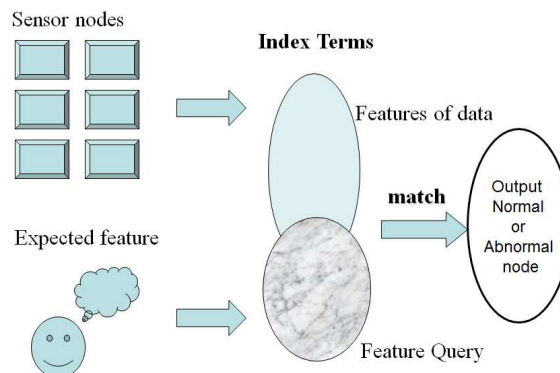 Sensor nodes
Index Terms
Features of data
match
Output
Normal
or
Abnormal
node
Expected feature
Feature Query